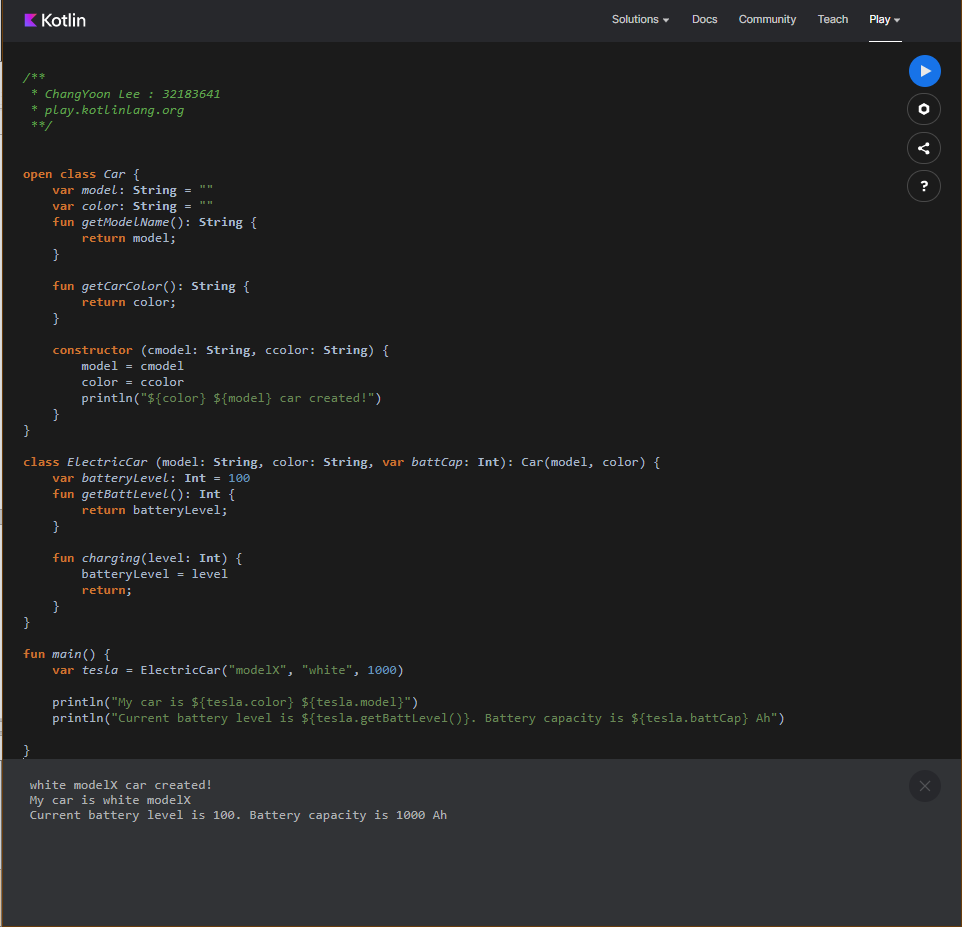 Kotlin
Solutions Docs Community Teach Play
/**
 * ChangYoon Lee : 32183641
 * play.kotlinlang.org
 **/
open class Car {
    var model: String = ""
    var color: String = ""
    fun getModelName(): String {
        return model;
    }
    fun getCarColor(): String {
        return color;
    }
    constructor (cmodel: String, ccolor: String) {
        model = cmodel
        color = ccolor
        println("${color} ${model} car created!")
    }
}
class ElectricCar (model: String, color: String, var battCap: Int): Car(model, color) {
    var batteryLevel: Int = 100
    fun getBattLevel(): Int {
        return batteryLevel;
    }
    fun charging(level: Int) {
        batteryLevel = level
        return;
    }
}
fun main() {
    var tesla = ElectricCar("modelX", "white", 1000)
    println("My car is ${tesla.color} ${tesla.model}")
    println("Current battery level is ${tesla.getBattLevel()}. Battery capacity is ${tesla.battCap} Ah")
}
white modelX car created!
My car is white modelX
Current battery level is 100. Battery capacity is 1000 Ah